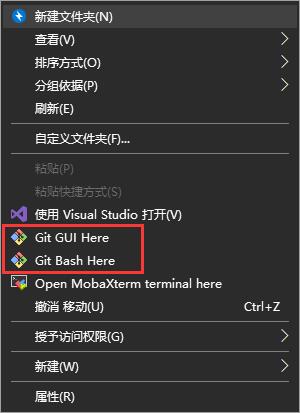 新建文件夹(N)
查看(V)
排序方式(O)
分组依据(P)
刷新(E)
自定义文件夹(F)...
粘贴(P)
粘贴快捷方式(S)
使用 Visual Studio 打开(V)
Git GUI Here
Git Bash Here
Open MobaXterm terminal here
撤消 移动(U) Ctrl+Z
授予访问权限(G)
新建(W)
属性(R)